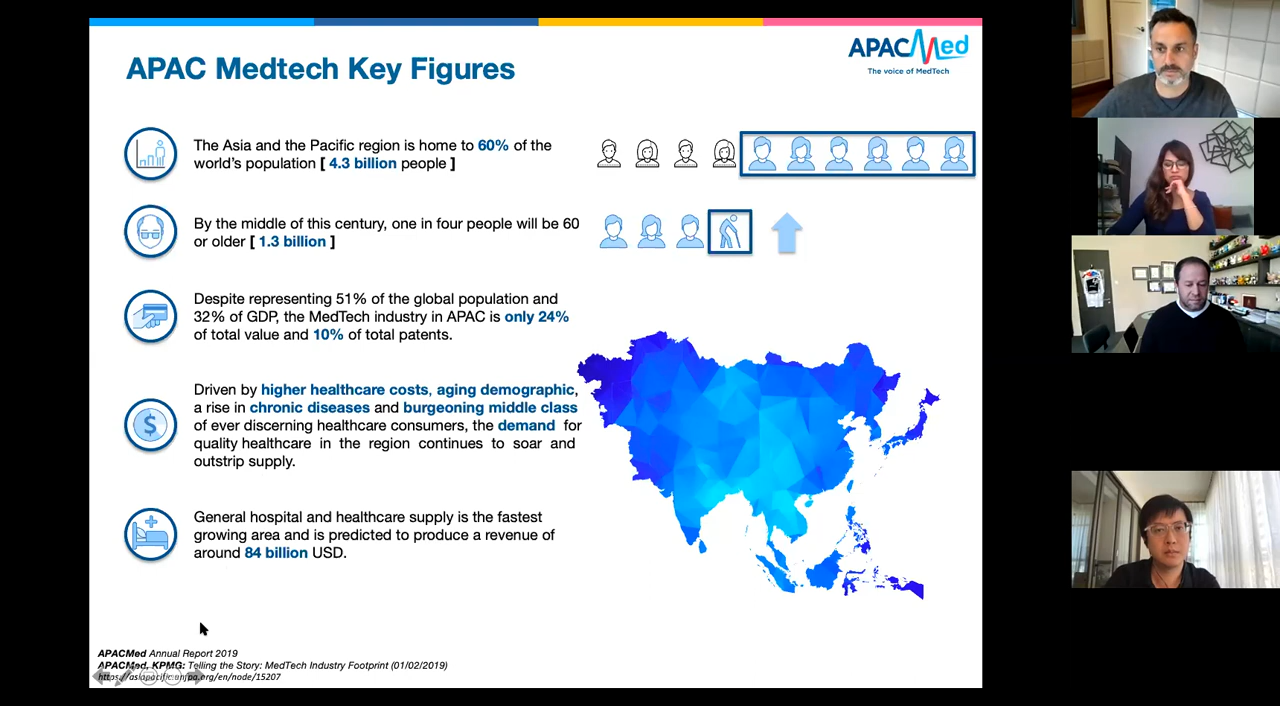 APAC Medtech Key Figures
APACMed
The voice of MedTech
The Asia and the Pacific region is home to 60% of the
world's population [ 4.3 billion people ]
By the middle of this century, one in four people will be 60
or older [ 1.3 billion ]
Despite representing 51% of the global population and
32% of GDP, the MedTech industry in APAC is only 24%
of total value and 10% of total patents.
Driven by higher healthcare costs, aging demographic,
a rise in chronic diseases and burgeoning middle class
of ever discerning healthcare consumers, the demand for
quality healthcare in the region continues to soar and
outstrip supply.
$
General hospital and healthcare supply is the fastest
growing area and is predicted to produce a revenue of
around 84 billion USD.
APACMed Annual Report 2019
APACMed, KPMG: Telling the Story: MedTech Industry Footprint (01/02/2019)
https://asiapacific.unfpa.org/en/node/15207